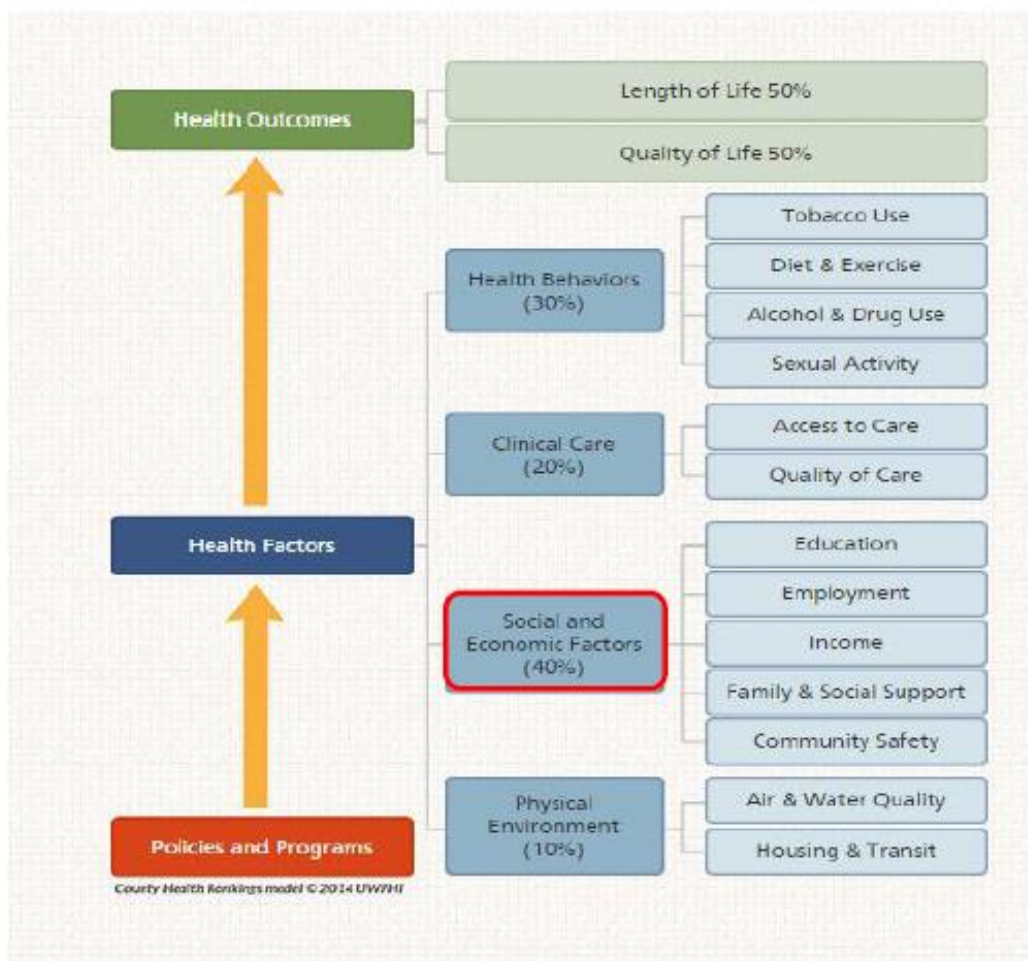 Health Outcomes
Length of Life 50%
Quality of Life 50%
Health Behaviors
(30%)
Tobacco Use
Diet & Exercise
Alcohol & Drug Use
Sexual Activity
Clinical Care
(20%)
Access to Care
Quality of Care
Health Factors
Social and
Economic Factors
(40%)
Education
Employment
Income
Family & Social Support
Community Safety
Physical
Environment
(10%)
Air & Water Quality
Housing & Transit
Policies and Programs
County Health Rankings model © 2014 UWPHI